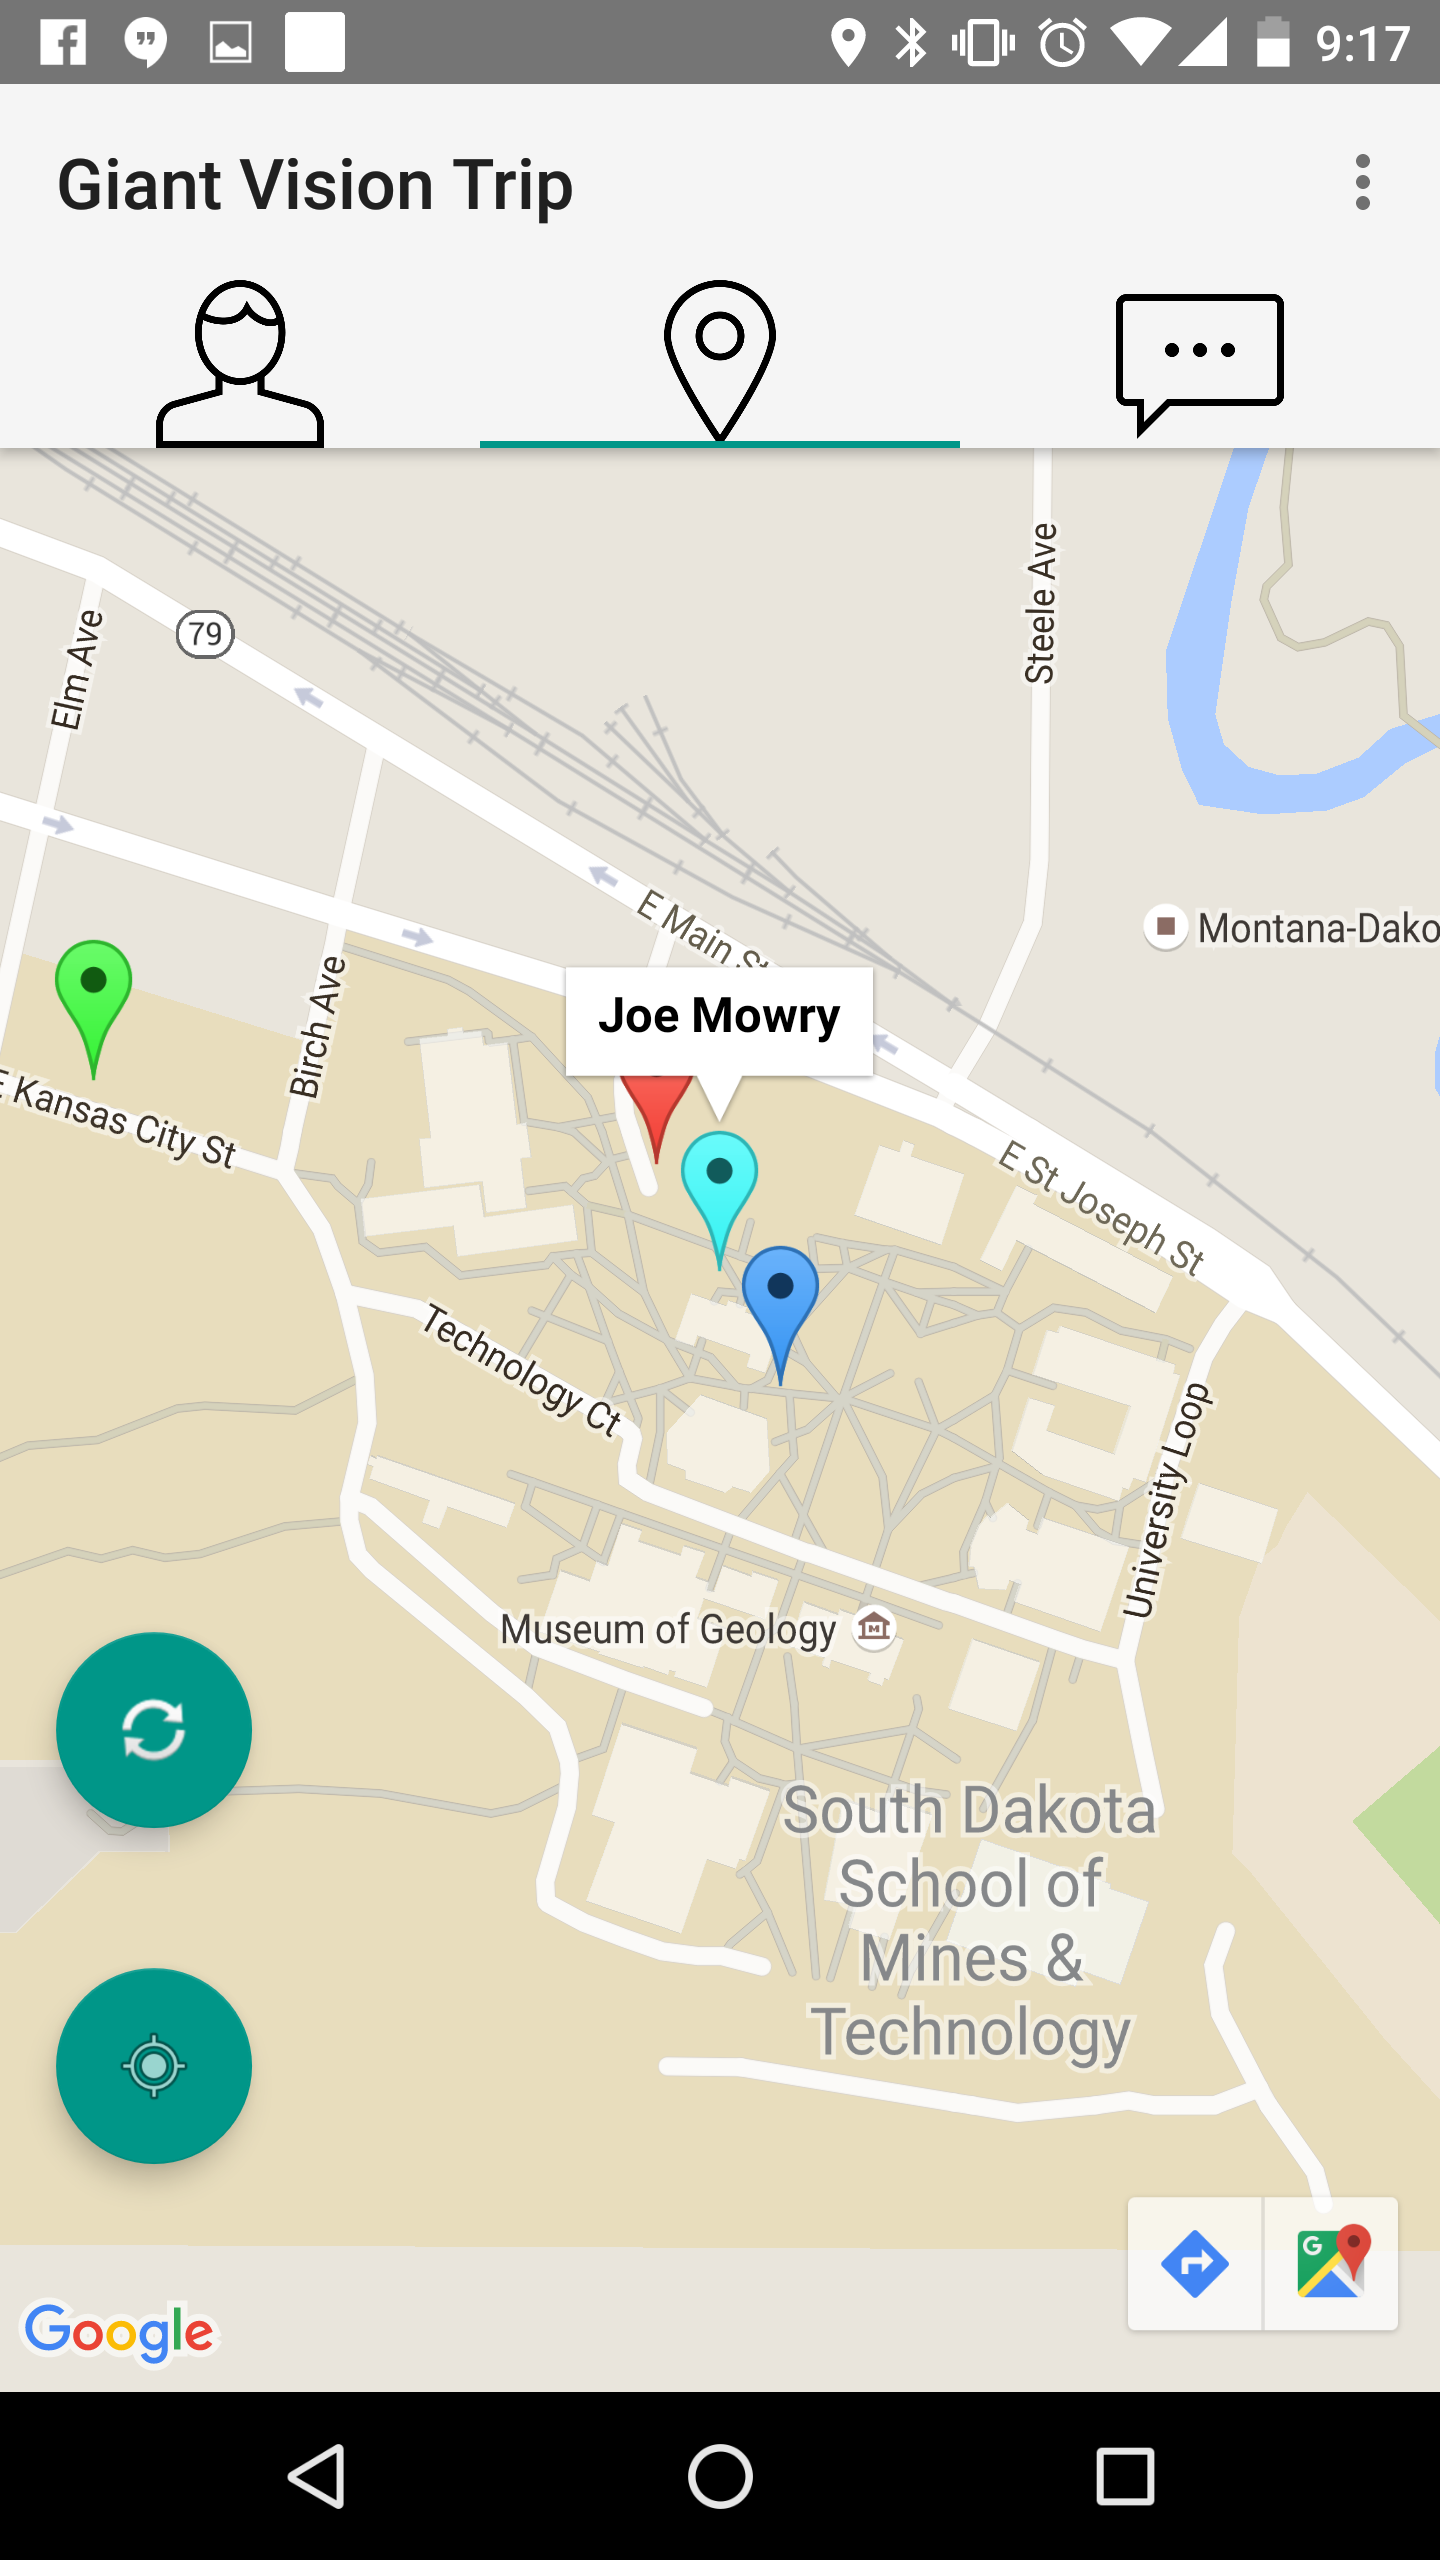 9:17
Giant Vision Trip
Steele Ave
Elm Ave
79
E Main St
Montana-Dako
Birch Ave
Joe Mowry
E Kansas City St
E St Joseph St
Technology Ct
University Loop
Museum of Geology
South Dakota
School of
Mines &
Technology
G
Google